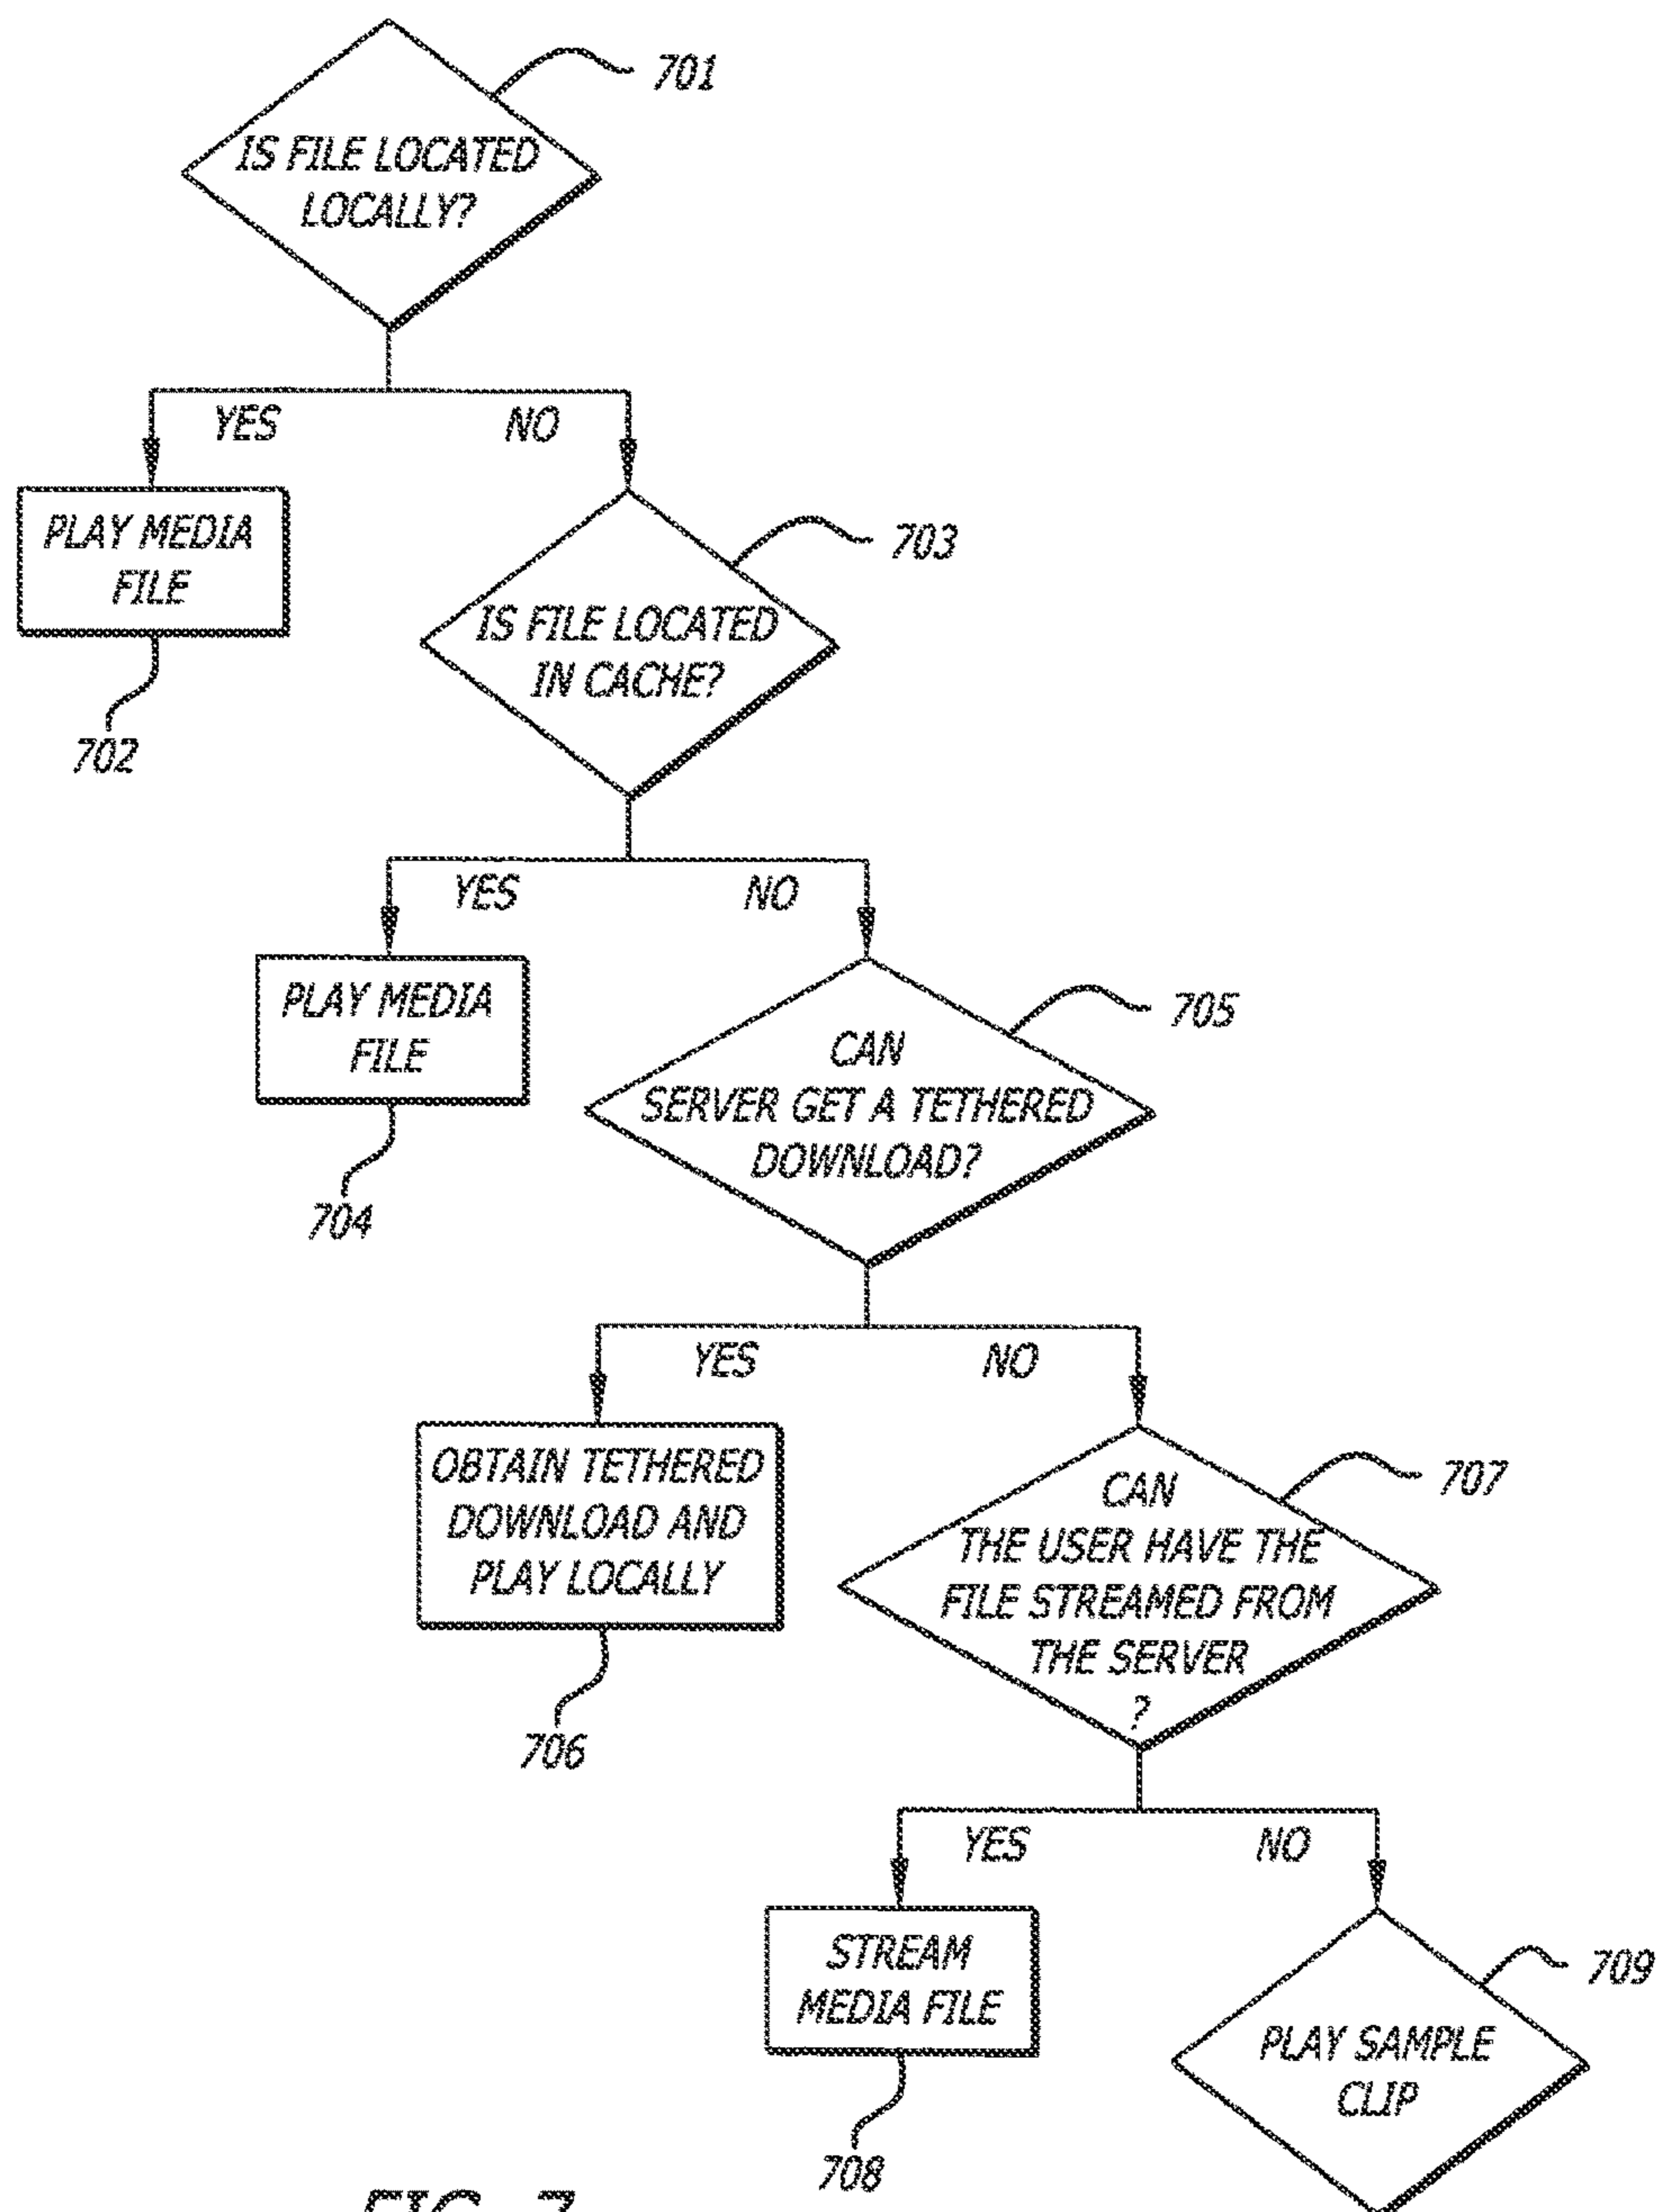 701
IS FILE LOCATED
LOCALLY?
YES
NO
PLAY MEDIA
FILE
702
703
IS FILE LOCATED
IN CACHE?
YES
NO
PLAY MEDIA
FILE
704
705
CAN
SERVER GET A TETHERED
DOWNLOAD?
YES
NO
OBTAIN TETHERED
DOWNLOAD AND
PLAY LOCALLY
706
707
CAN
THE USER HAVE THE
FILE STREAMED FROM
THE SERVER
?
YES
NO
STREAM
MEDIA FILE
708
709
PLAY SAMPLE
CLIP
FIG. 7